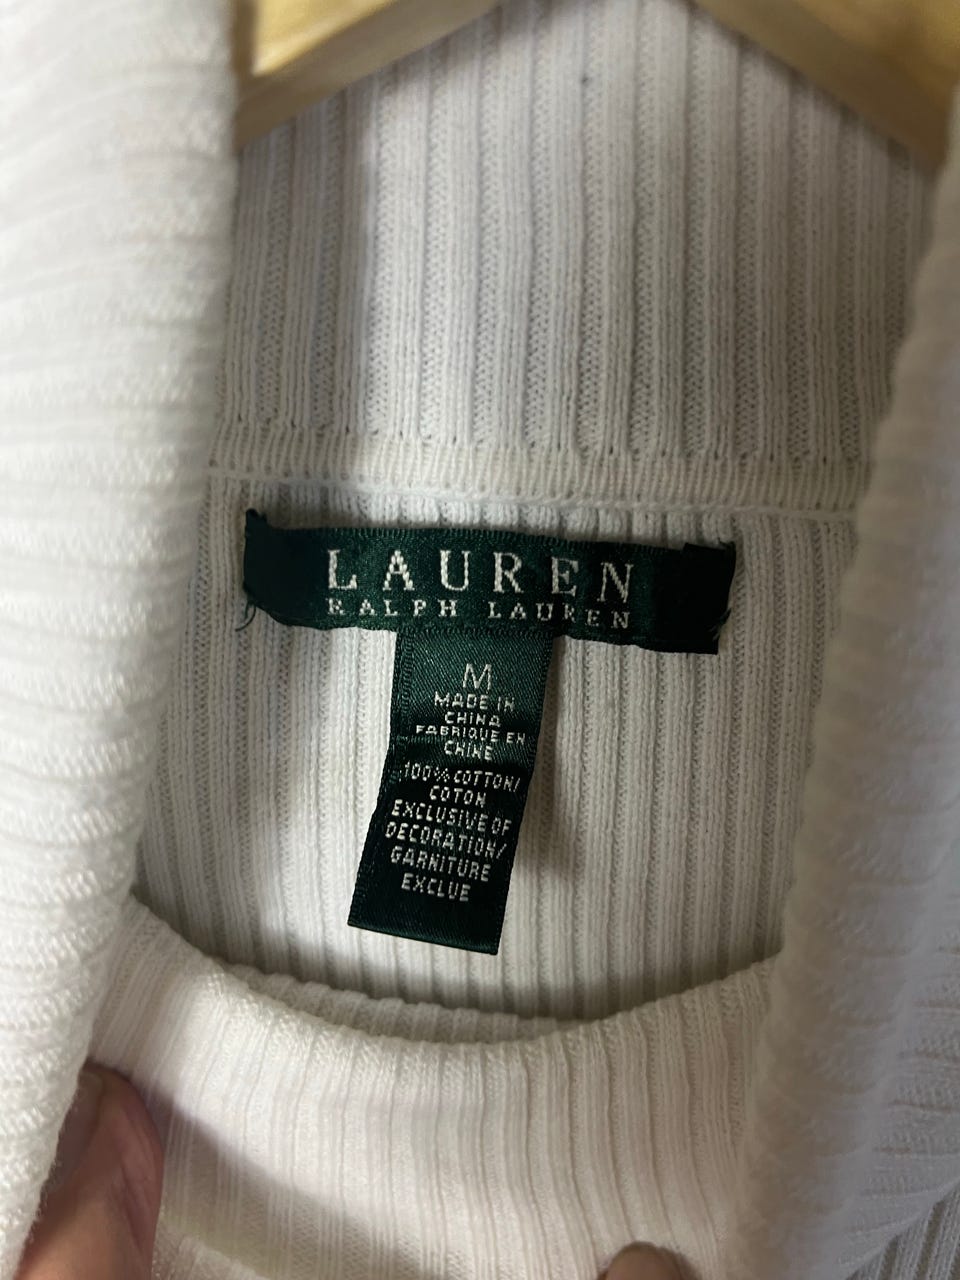 LAUREN
RALPH LAUREN
M
MADE IN
CHINA
FABRIQUE EN
CHINE
100% COTTON/
COTON
EXCLUSIVE OF
DECORATION/
GARNITURE
EXCLUE